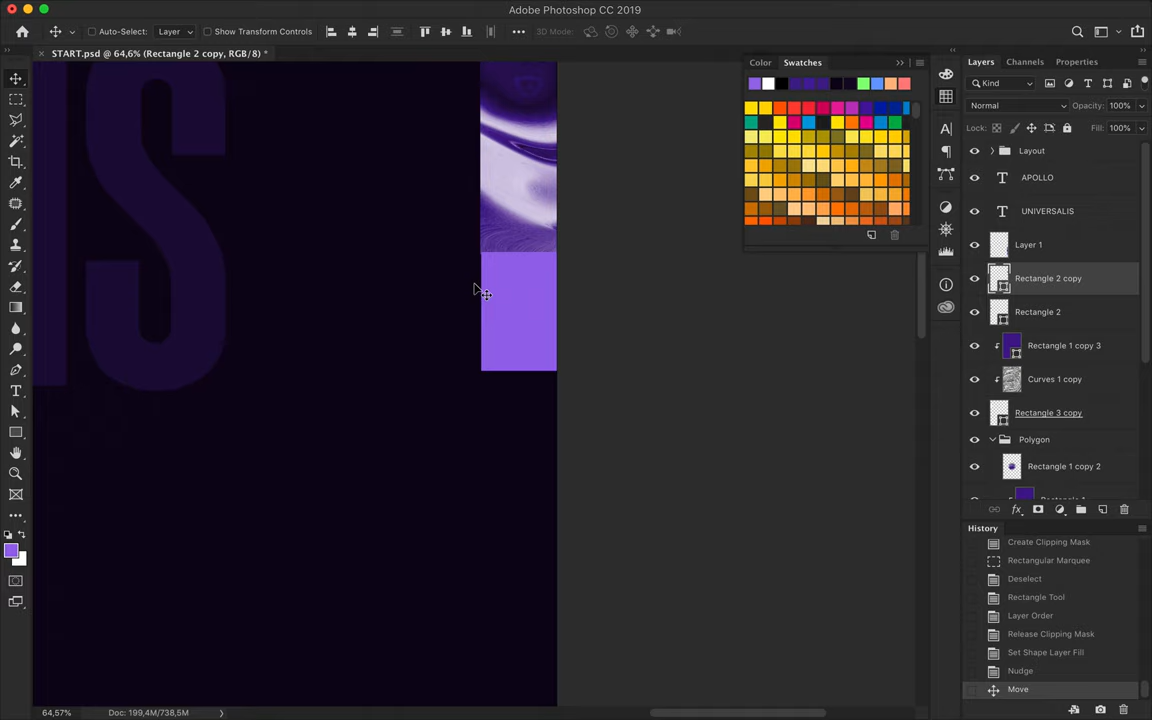 Adobe Photoshop CC 2019
Auto-Select: Layer Show Transform Controls 3D Mode:
START.psd @ 64,6% (Rectangle 2 copy, RGB/8) *
S
Color Swatches
Layers Channels Properties
Kind
Normal Opacity: 100%
Lock: Fill: 100%
Layout
APOLLO
UNIVERSALIS
Layer 1
Rectangle 2 copy
Rectangle 2
Rectangle 1 copy 3
Curves 1 copy
Rectangle 3 copy
Polygon
Rectangle 1 copy 2
History
Create Clipping Mask
Rectangular Marquee
Deselect
Rectangle Tool
Layer Order
Release Clipping Mask
Set Shape Layer Fill
Nudge
Move
64,57% Doc: 199,4M/738,5M